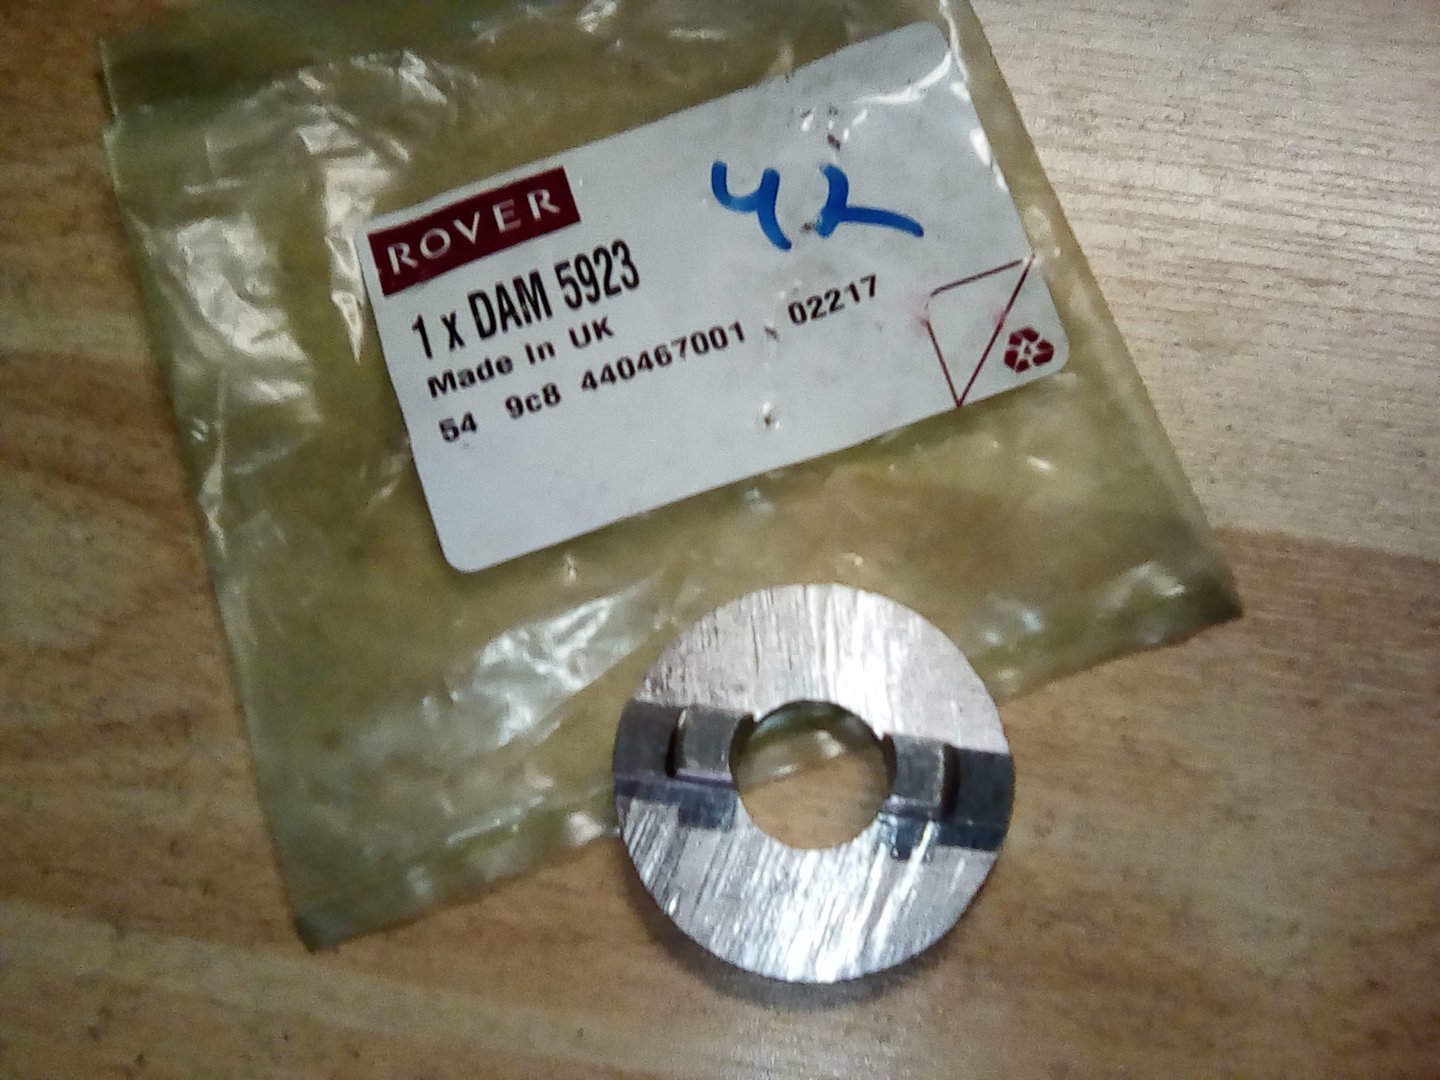 ROVER
42
1 x DAM 5923
Made In UK
54 9c8 440467001 02217